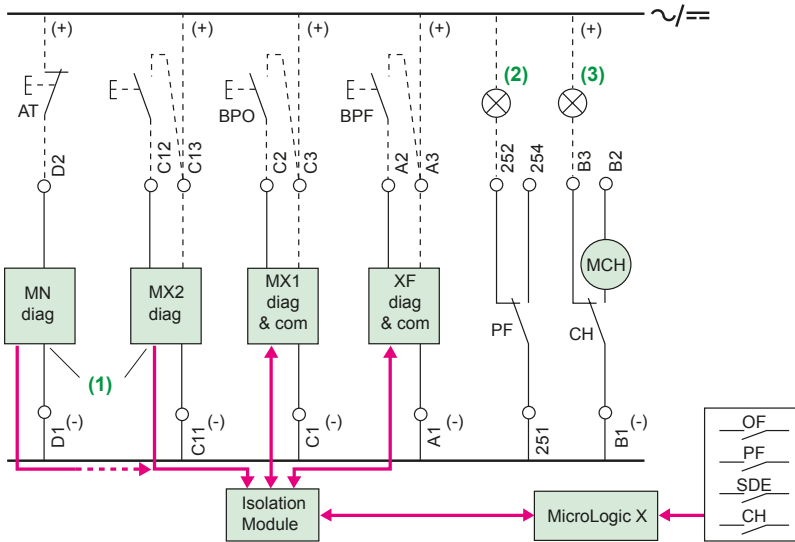 (+) (+) (+) (+) (+)
(2) (3)
AT BPO BPF
D2 C12 C13 C2 C3 A2 A3 252 254 B3 B2
MN
diag
MX2
diag
MX1
diag
& com
XF
diag
& com
MCH
PF CH
(1)
D1 (-) C11 (-) C1 (-) A1 (-) 251 B1 (-)
OF
PF
SDE
CH
Isolation
Module
MicroLogic X